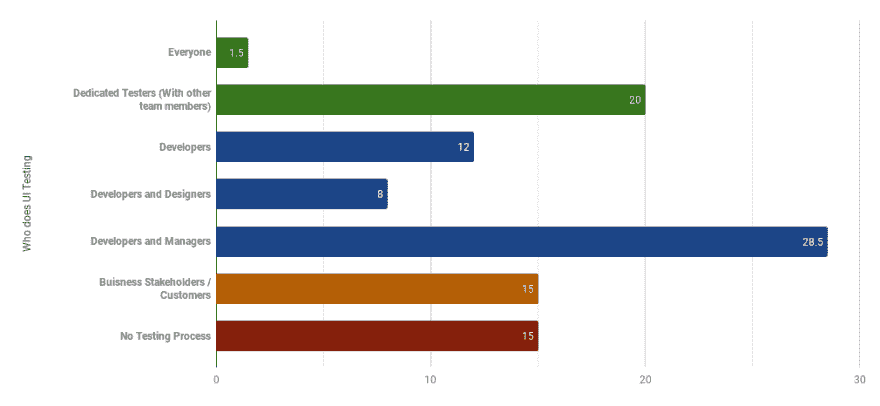 Everyone
1.5
Dedicated Testers (With other
team members)
20
Developers
12
Developers and Designers
8
Developers and Managers
28.5
Buisness Stakeholders /
Customers
15
No Testing Process
15
Who does UI Testing
0
10
20
30